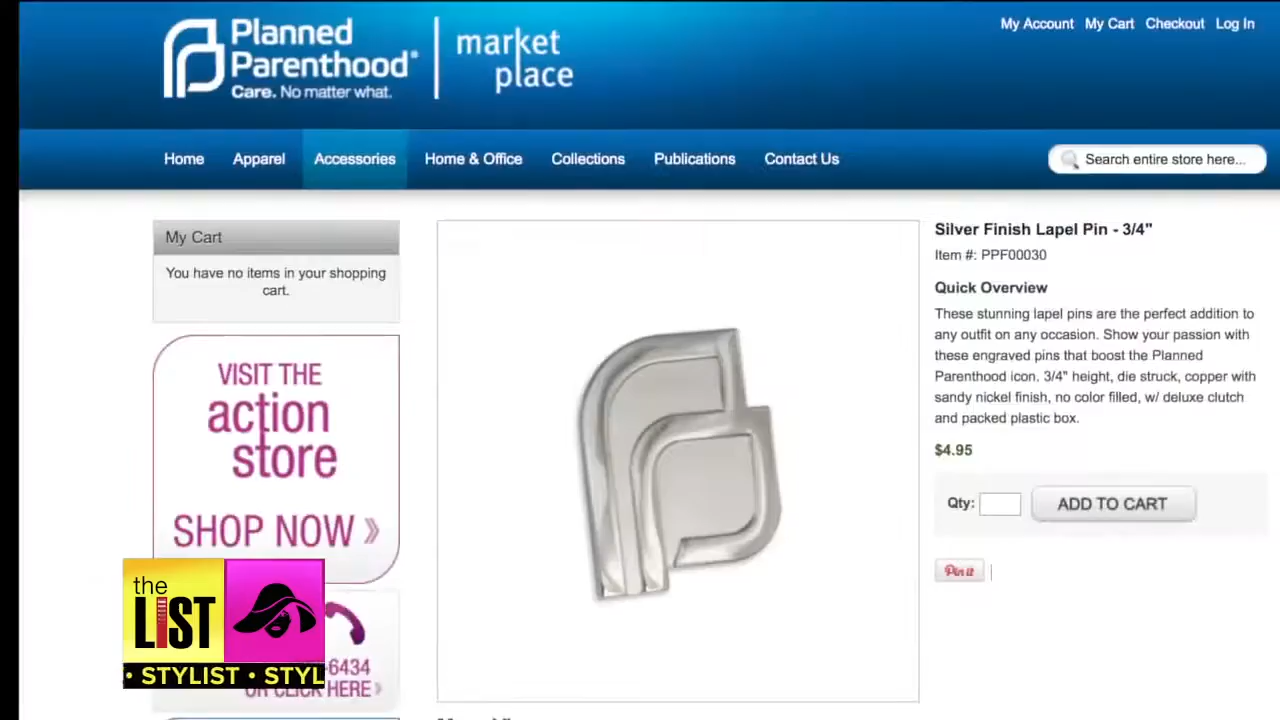 Planned
Parenthood®
Care. No matter what.
market
place
My Account My Cart Checkout Log In
Home Apparel Accessories Home & Office Collections Publications Contact Us
Search entire store here...
My Cart
You have no items in your shopping
cart.
VISIT THE
action
store
SHOP NOW »
Silver Finish Lapel Pin - 3/4"
Item #: PPF00030
Quick Overview
These stunning lapel pins are the perfect addition to
any outfit on any occasion. Show your passion with
these engraved pins that boost the Planned
Parenthood icon. 3/4" height, die struck, copper with
sandy nickel finish, no color filled, w/ deluxe clutch
and packed plastic box.
$4.95
Qty:
ADD TO CART
Pin it
the
LiST
• STYLIST • STYL
-6434
OR CLICK HERE »